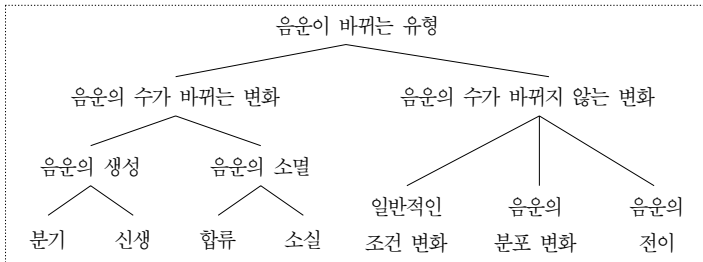 음운이 바뀌는 유형
음운의 수가 바뀌는 변화 음운의 수가 바뀌지 않는 변화
음운의 생성 음운의 소멸
일반적인 음운의 음운의
분기 신생 합류 소실 조건 변화 분포 변화 전이